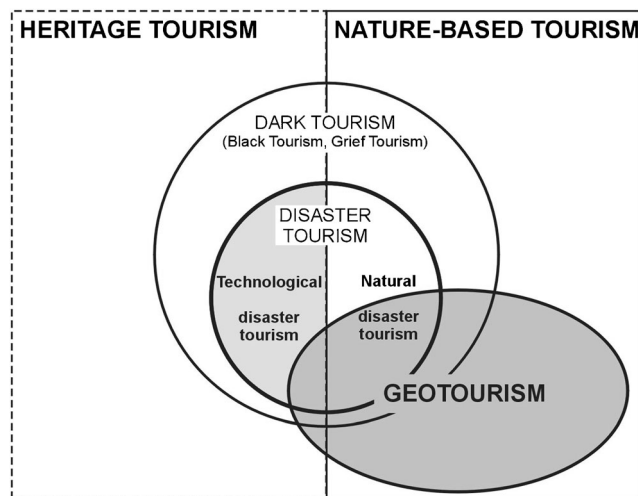 HERITAGE TOURISM
NATURE-BASED TOURISM
DARK TOURISM
(Black Tourism, Grief Tourism)
DISASTER
TOURISM
Technological
disaster
tourism
Natural
disaster
tourism
GEOTOURISM